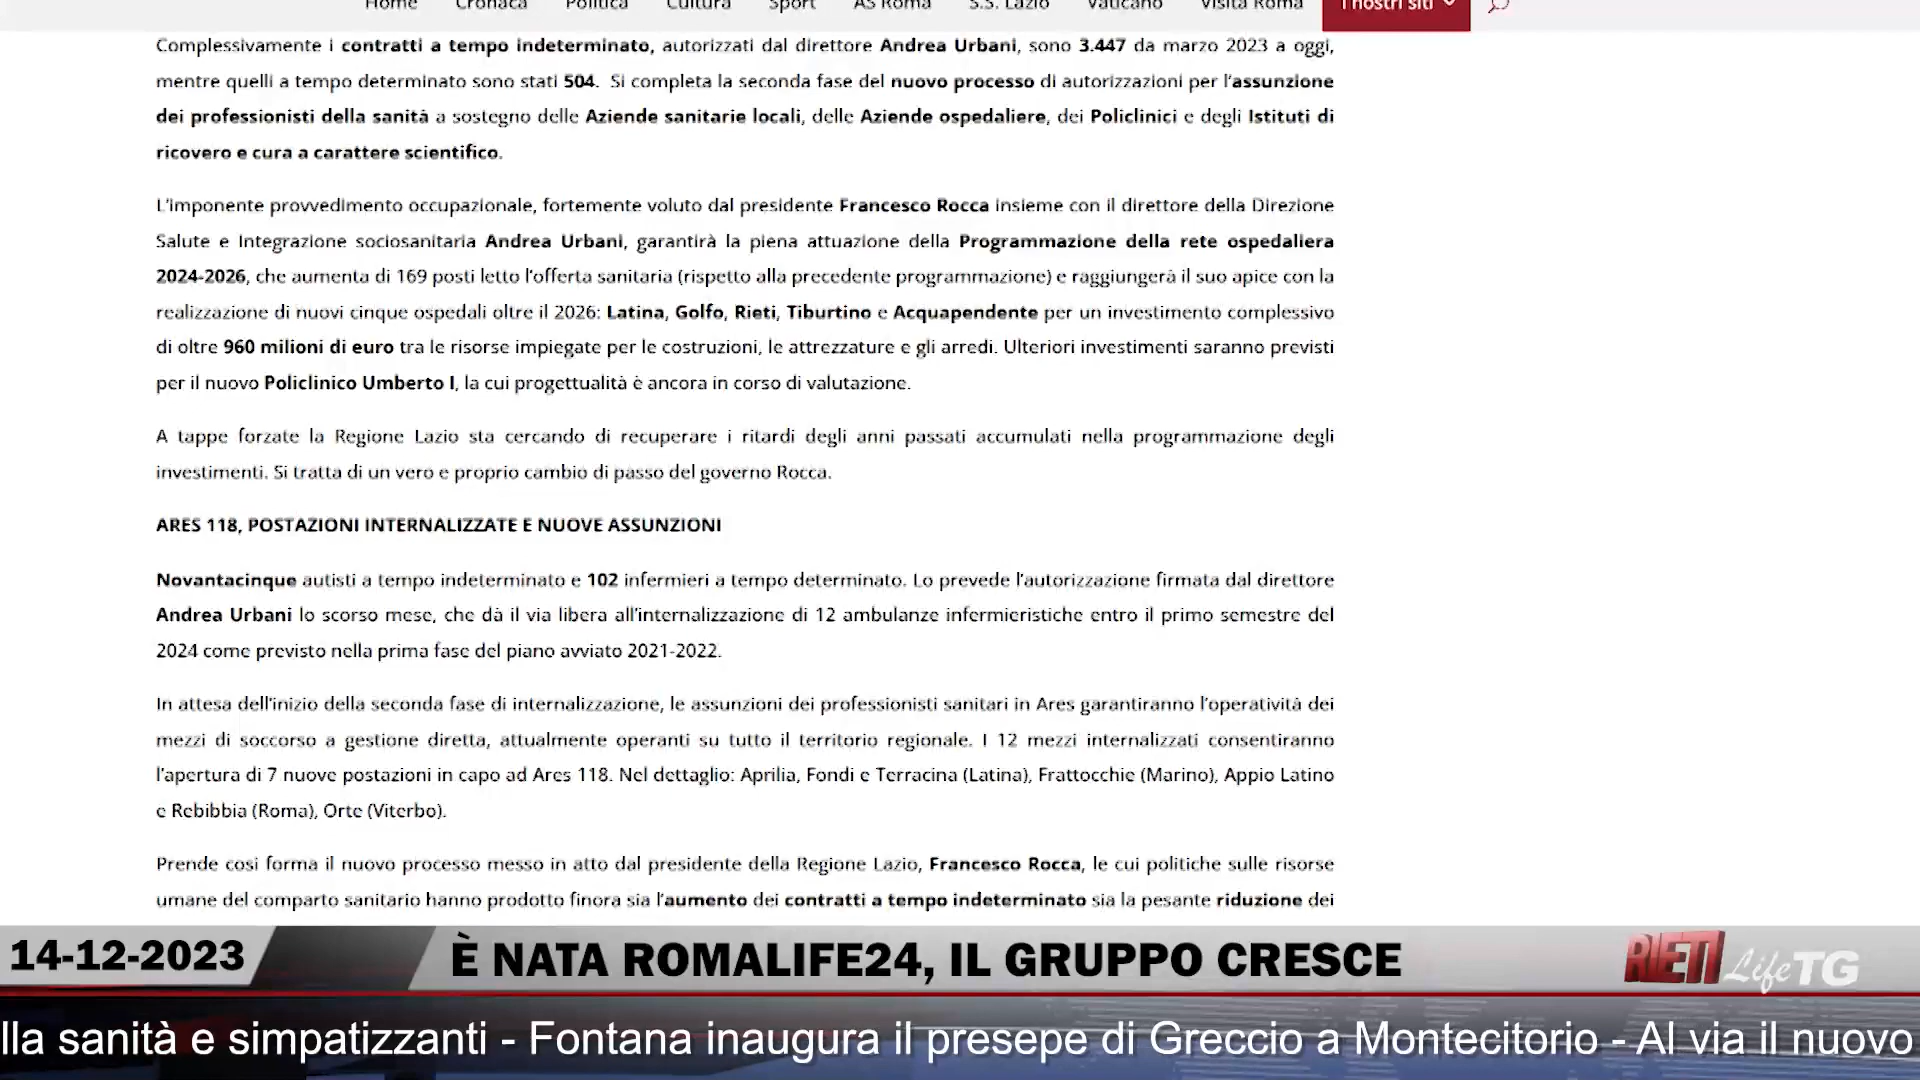 Home Cronaca Politica Cultura Sport AS Roma S.S. Lazio Vaticano Visita Roma I nostri siti
Complessivamente i contratti a tempo indeterminato, autorizzati dal direttore Andrea Urbani, sono 3.447 da marzo 2023 a oggi,
mentre quelli a tempo determinato sono stati 504. Si completa la seconda fase del nuovo processo di autorizzazioni per l'assunzione
dei professionisti della sanità a sostegno delle Aziende sanitarie locali, delle Aziende ospedaliere, dei Policlinici e degli Istituti di
ricovero e cura a carattere scientifico.
L'imponente provvedimento occupazionale, fortemente voluto dal presidente Francesco Rocca insieme con il direttore della Direzione
Salute e Integrazione sociosanitaria Andrea Urbani, garantirà la piena attuazione della Programmazione della rete ospedaliera
2024-2026, che aumenta di 169 posti letto l'offerta sanitaria (rispetto alla precedente programmazione) e raggiungerà il suo apice con la
realizzazione di nuovi cinque ospedali oltre il 2026: Latina, Golfo, Rieti, Tiburtino e Acquapendente per un investimento complessivo
di oltre 960 milioni di euro tra le risorse impiegate per le costruzioni, le attrezzature e gli arredi. Ulteriori investimenti saranno previsti
per il nuovo Policlinico Umberto I, la cui progettualità è ancora in corso di valutazione.
A tappe forzate la Regione Lazio sta cercando di recuperare i ritardi degli anni passati accumulati nella programmazione degli
investimenti. Si tratta di un vero e proprio cambio di passo del governo Rocca.
ARES 118, POSTAZIONI INTERNALIZZATE E NUOVE ASSUNZIONI
Novantacinque autisti a tempo indeterminato e 102 infermieri a tempo determinato. Lo prevede l'autorizzazione firmata dal direttore
Andrea Urbani lo scorso mese, che dà il via libera all'internalizzazione di 12 ambulanze infermieristiche entro il primo semestre del
2024 come previsto nella prima fase del piano avviato 2021-2022.
In attesa dell'inizio della seconda fase di internalizzazione, le assunzioni dei professionisti sanitari in Ares garantiranno l'operatività dei
mezzi di soccorso a gestione diretta, attualmente operanti su tutto il territorio regionale. I 12 mezzi internalizzati consentiranno
l'apertura di 7 nuove postazioni in capo ad Ares 118. Nel dettaglio: Aprilia, Fondi e Terracina (Latina), Frattocchie (Marino), Appio Latino
e Rebibbia (Roma), Orte (Viterbo).
Prende così forma il nuovo processo messo in atto dal presidente della Regione Lazio, Francesco Rocca, le cui politiche sulle risorse
umane del comparto sanitario hanno prodotto finora sia l'aumento dei contratti a tempo indeterminato sia la pesante riduzione dei
14-12-2023 È NATA ROMALIFE24, IL GRUPPO CRESCE RIETI Life TG
lla sanità e simpatizzanti - Fontana inaugura il presepe di Greccio a Montecitorio - Al via il nuovo